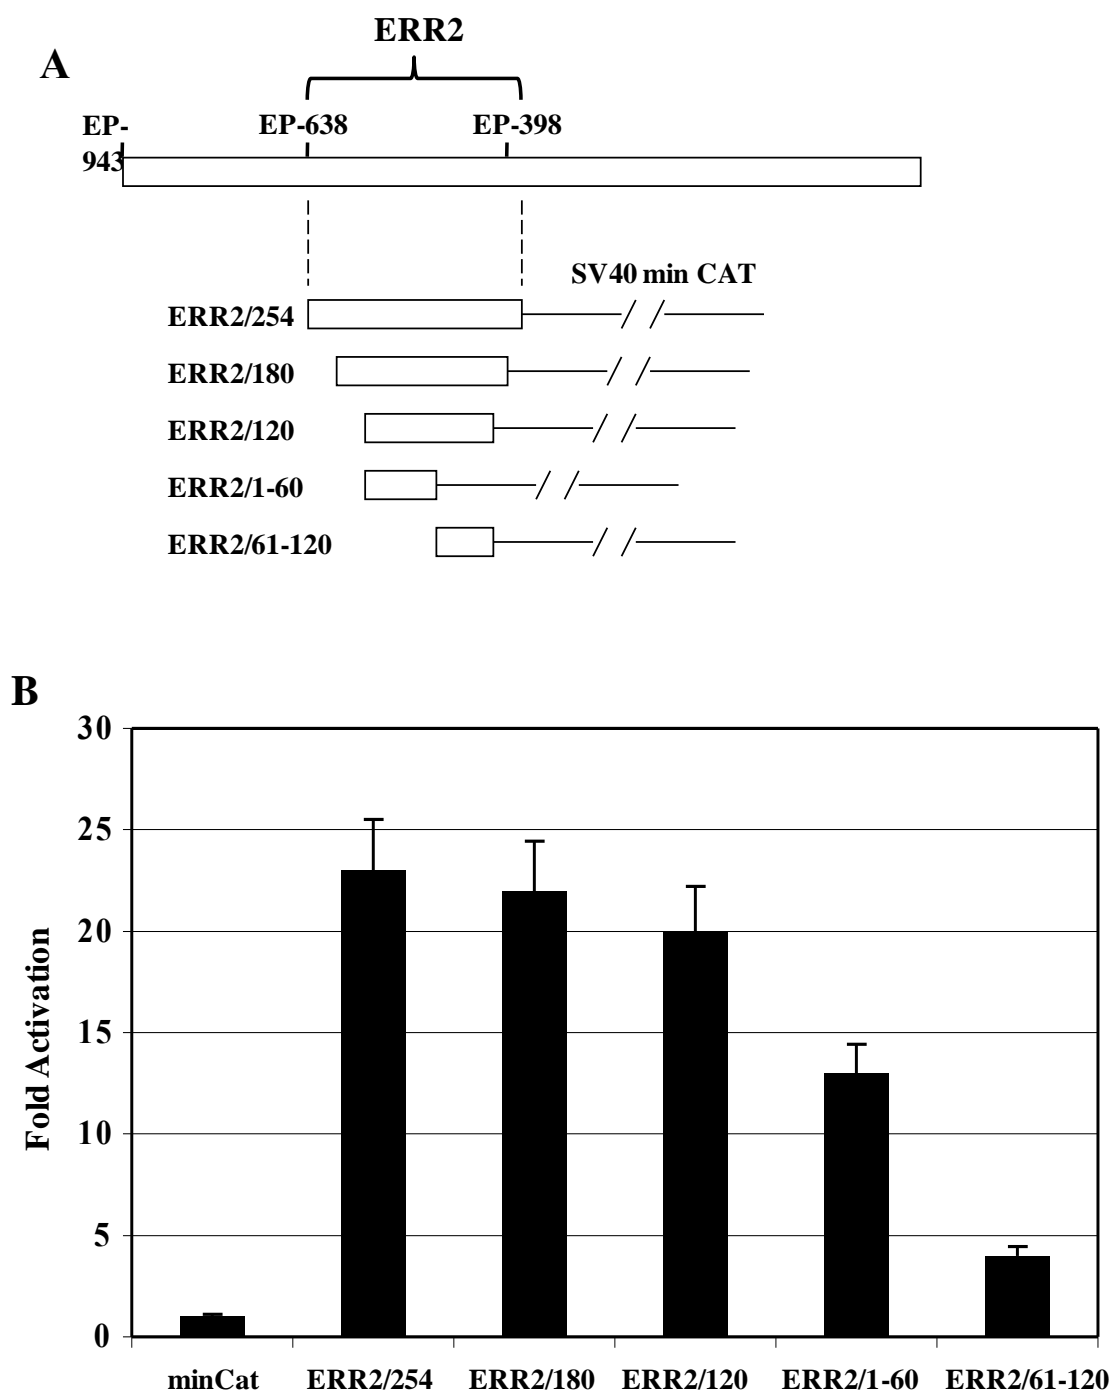 ERR2
A
EP-638 EP-398
EP-
943
SV40 min CAT
ERR2/254
ERR2/180
ERR2/120
ERR2/1-60
ERR2/61-120
B
30
25
20
15
10
5
0
Fold Activation
minCat ERR2/254 ERR2/180 ERR2/120 ERR2/1-60 ERR2/61-120